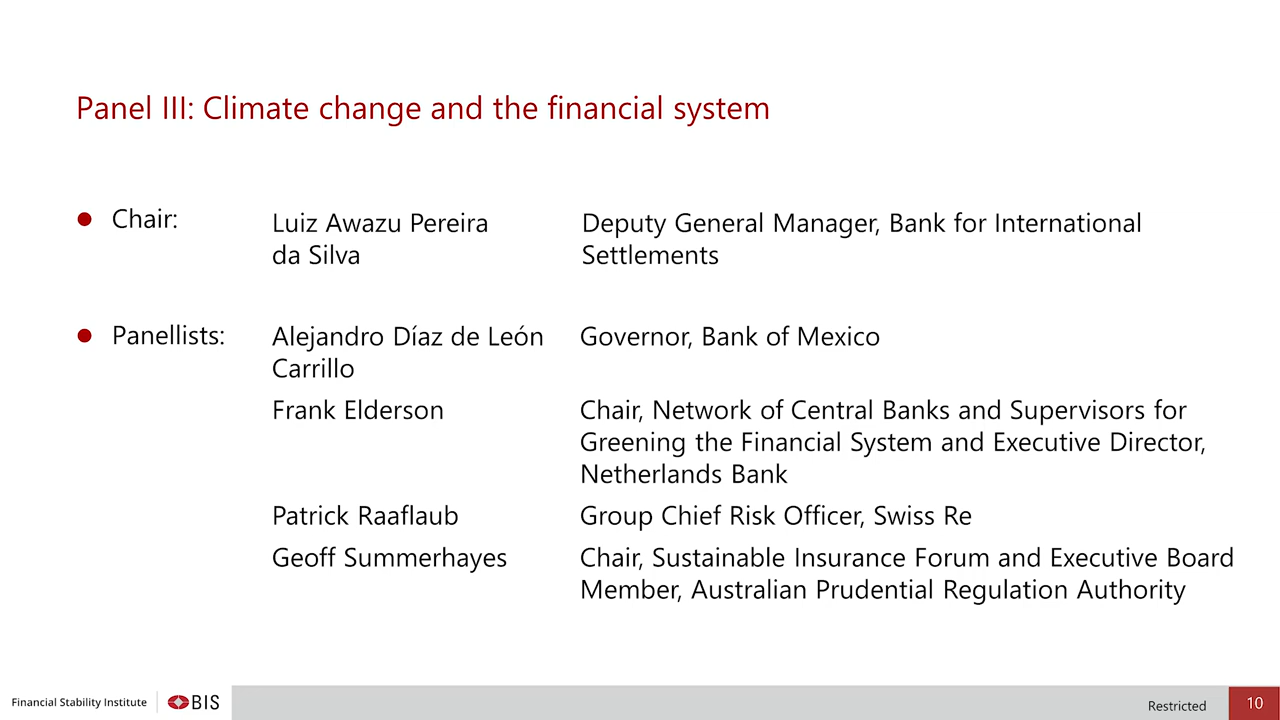 Panel III: Climate change and the financial system
Chair:
Luiz Awazu Pereira
da Silva
Deputy General Manager, Bank for International
Settlements
Panellists:
Alejandro Díaz de León
Carrillo
Governor, Bank of Mexico
Frank Elderson
Chair, Network of Central Banks and Supervisors for
Greening the Financial System and Executive Director,
Netherlands Bank
Patrick Raaflaub
Group Chief Risk Officer, Swiss Re
Geoff Summerhayes
Chair, Sustainable Insurance Forum and Executive Board
Member, Australian Prudential Regulation Authority
Financial Stability Institute
BIS
Restricted
10